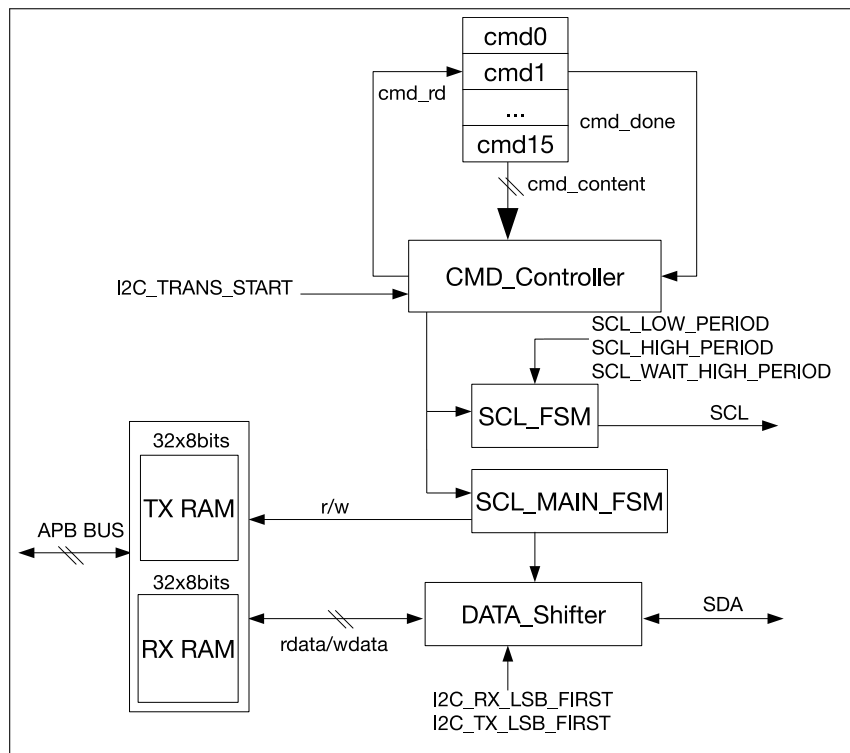 cmd0
cmd1
...
cmd15
cmd_rd
cmd_done
cmd_content
CMD_Controller
I2C_TRANS_START
SCL_LOW_PERIOD
SCL_HIGH_PERIOD
SCL_WAIT_HIGH_PERIOD
SCL_FSM
SCL
32x8bits
TX RAM
SCL_MAIN_FSM
r/w
APB BUS
32x8bits
RX RAM
rdata/wdata
DATA_Shifter
SDA
I2C_RX_LSB_FIRST
I2C_TX_LSB_FIRST